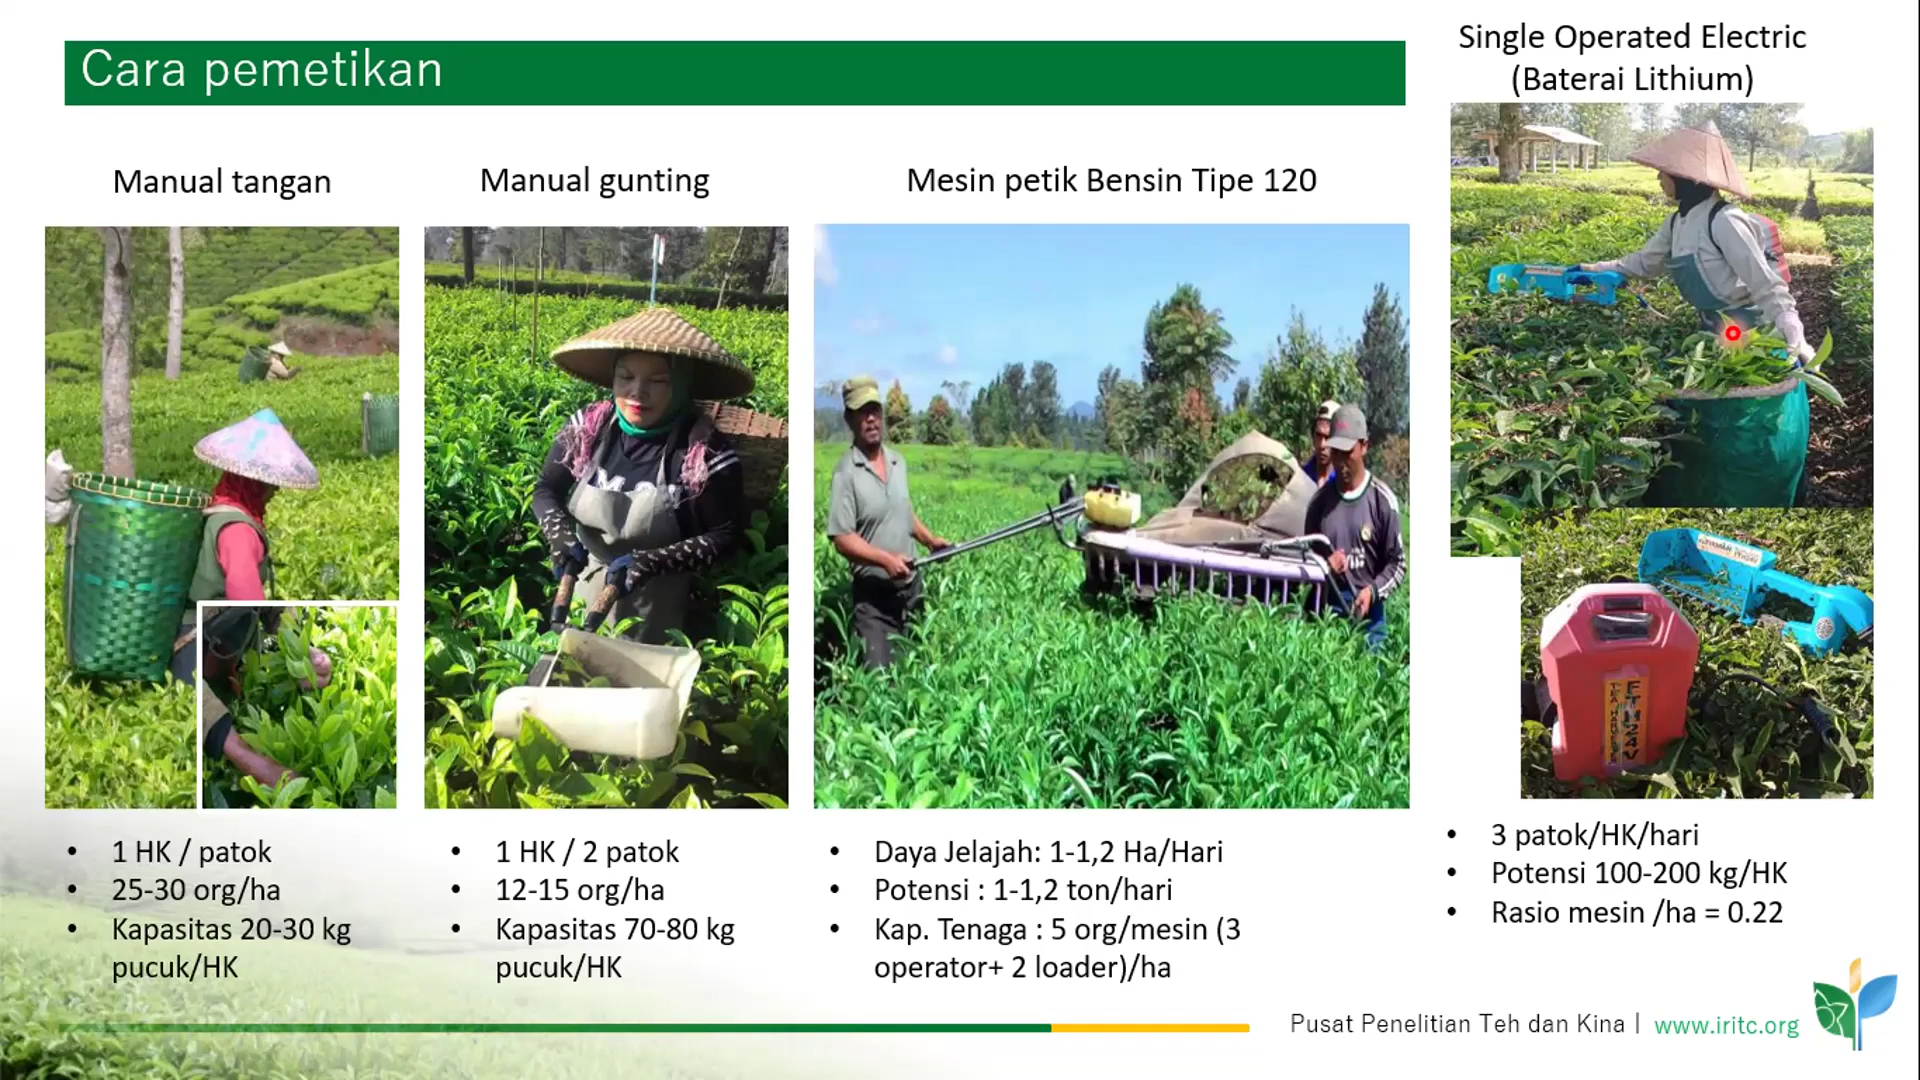 Cara pemetikan
Single Operated Electric
(Baterai Lithium)
Manual tangan
Manual gunting
Mesin petik Bensin Tipe 120
• 1 HK / patok
• 25-30 org/ha
• Kapasitas 20-30 kg
pucuk/HK
• 1 HK / 2 patok
• 12-15 org/ha
• Kapasitas 70-80 kg
pucuk/HK
• Daya Jelajah: 1-1,2 Ha/Hari
• Potensi : 1-1,2 ton/hari
• Kap. Tenaga : 5 org/mesin (3
operator+ 2 loader)/ha
• 3 patok/HK/hari
• Potensi 100-200 kg/HK
• Rasio mesin /ha = 0.22
Pusat Penelitian Teh dan Kina | www.iritc.org